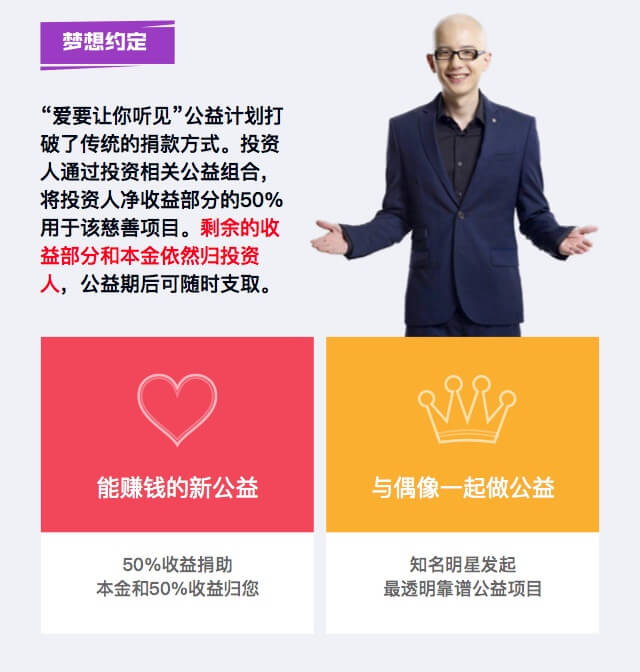 梦想约定
“爱要让你听见”公益计划打
破了传统的捐款方式。投资
人通过投资相关公益组合，
将投资人净收益部分的50%
用于该慈善项目。剩余的收
益部分和本金依然归投资
人，公益期后可随时支取。
能赚钱的新公益
与偶像一起做公益
50%收益捐助
本金和50%收益归您
知名明星发起
最透明靠谱公益项目